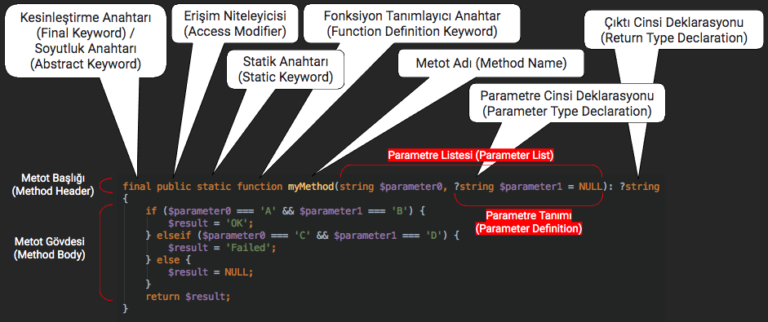 Kesinleştirme Anahtarı
(Final Keyword) /
Soyutluk Anahtarı
(Abstract Keyword)
Erişim Niteleyicisi
(Access Modifier)
Statik Anahtarı
(Static Keyword)
Fonksiyon Tanımlayıcı Anahtar
(Function Definition Keyword)
Metot Adı (Method Name)
Parametre Cinsi Deklarasyonu
(Parameter Type Declaration)
Çıktı Cinsi Deklarasyonu
(Return Type Declaration)
Parametre Listesi (Parameter List)
Metot Başlığı
(Method Header)
final public static function myMethod(string $parameter0, ?string $parameter1 = NULL): ?string
{
if ($parameter0 === 'A' && $parameter1 === 'B') {
$result = 'OK';
} elseif ($parameter0 === 'C' && $parameter1 === 'D') {
$result = 'Failed';
} else {
$result = NULL;
}
return $result;
}
Parametre Tanımı
(Parameter Definition)
Metot Gövdesi
(Method Body)